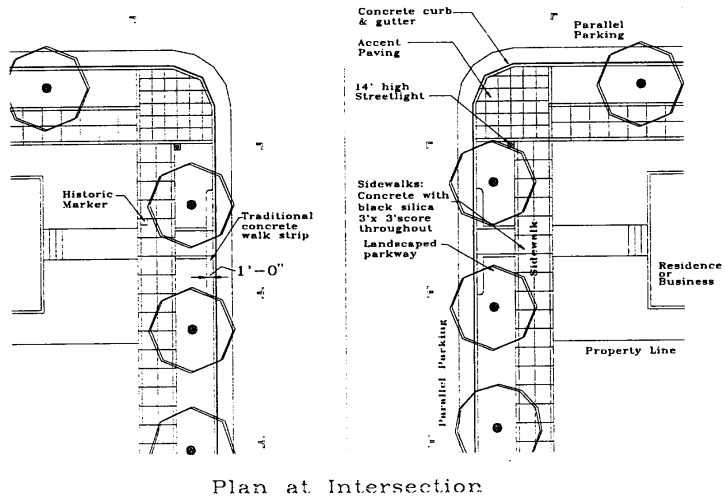 Concrete curb
& gutter
Parallel
Parking
Accent
Paving
14' high
Streetlight
Historic
Marker
Traditional
concrete
walk strip
1'-0"
Sidewalks:
Concrete with
black silica
3'x 3'score
throughout
Landscaped
parkway
Sidewalk
Residence
or
Business
Parallel Parking
Property Line
Plan at Intersection